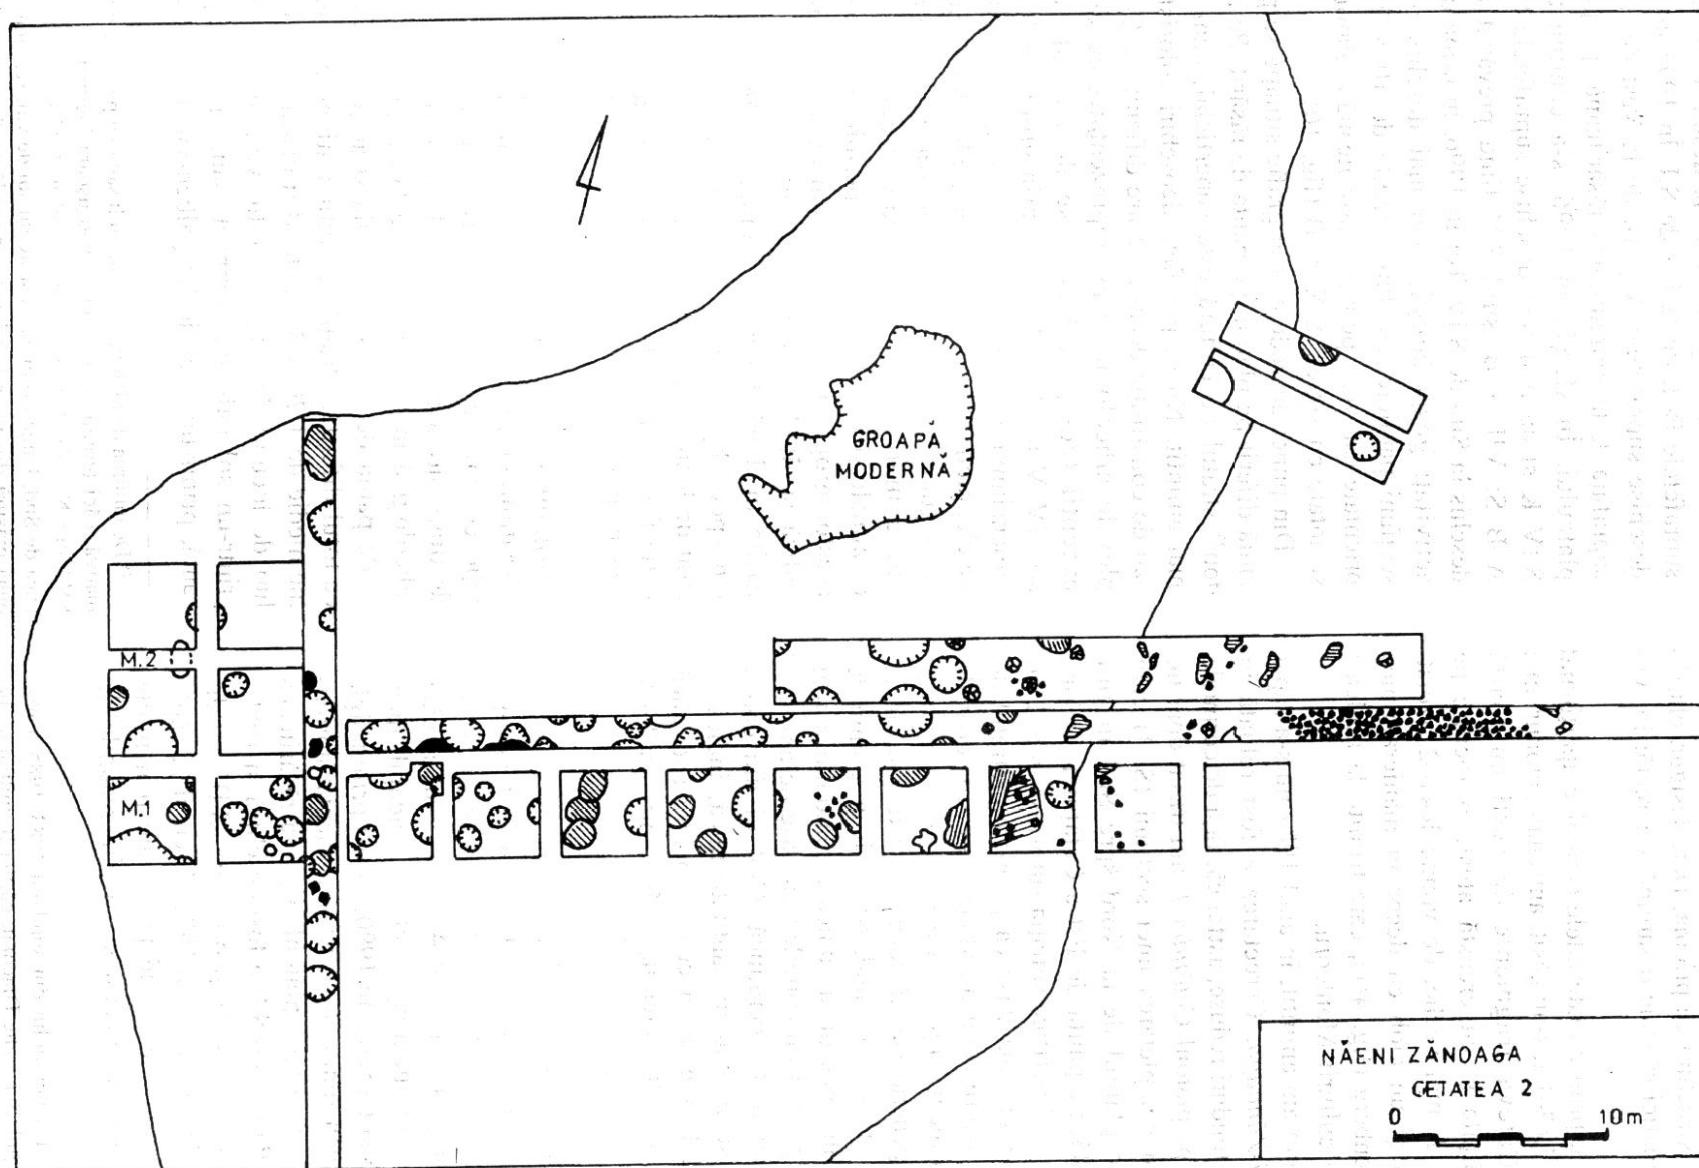 GROAPĂ
MODERNĂ
M.2
M.1
NĂENI ZĂNOAGA
CETATEA 2
0 10m